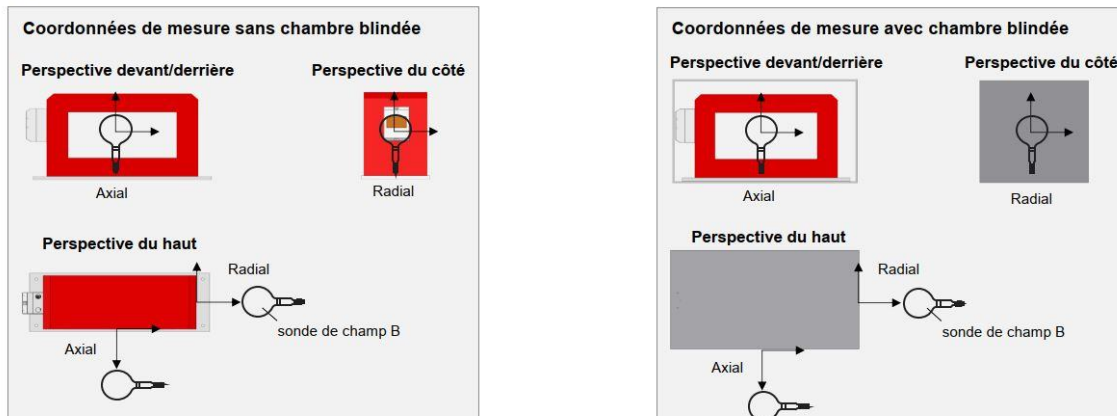 Coordonnées de mesure sans chambre blindée
Perspective devant/derrière
Perspective du côté
Axial
Radial
Perspective du haut
Radial
sonde de champ B
Axial
Coordonnées de mesure avec chambre blindée
Perspective devant/derrière
Perspective du côté
Axial
Radial
Perspective du haut
Radial
sonde de champ B
Axial